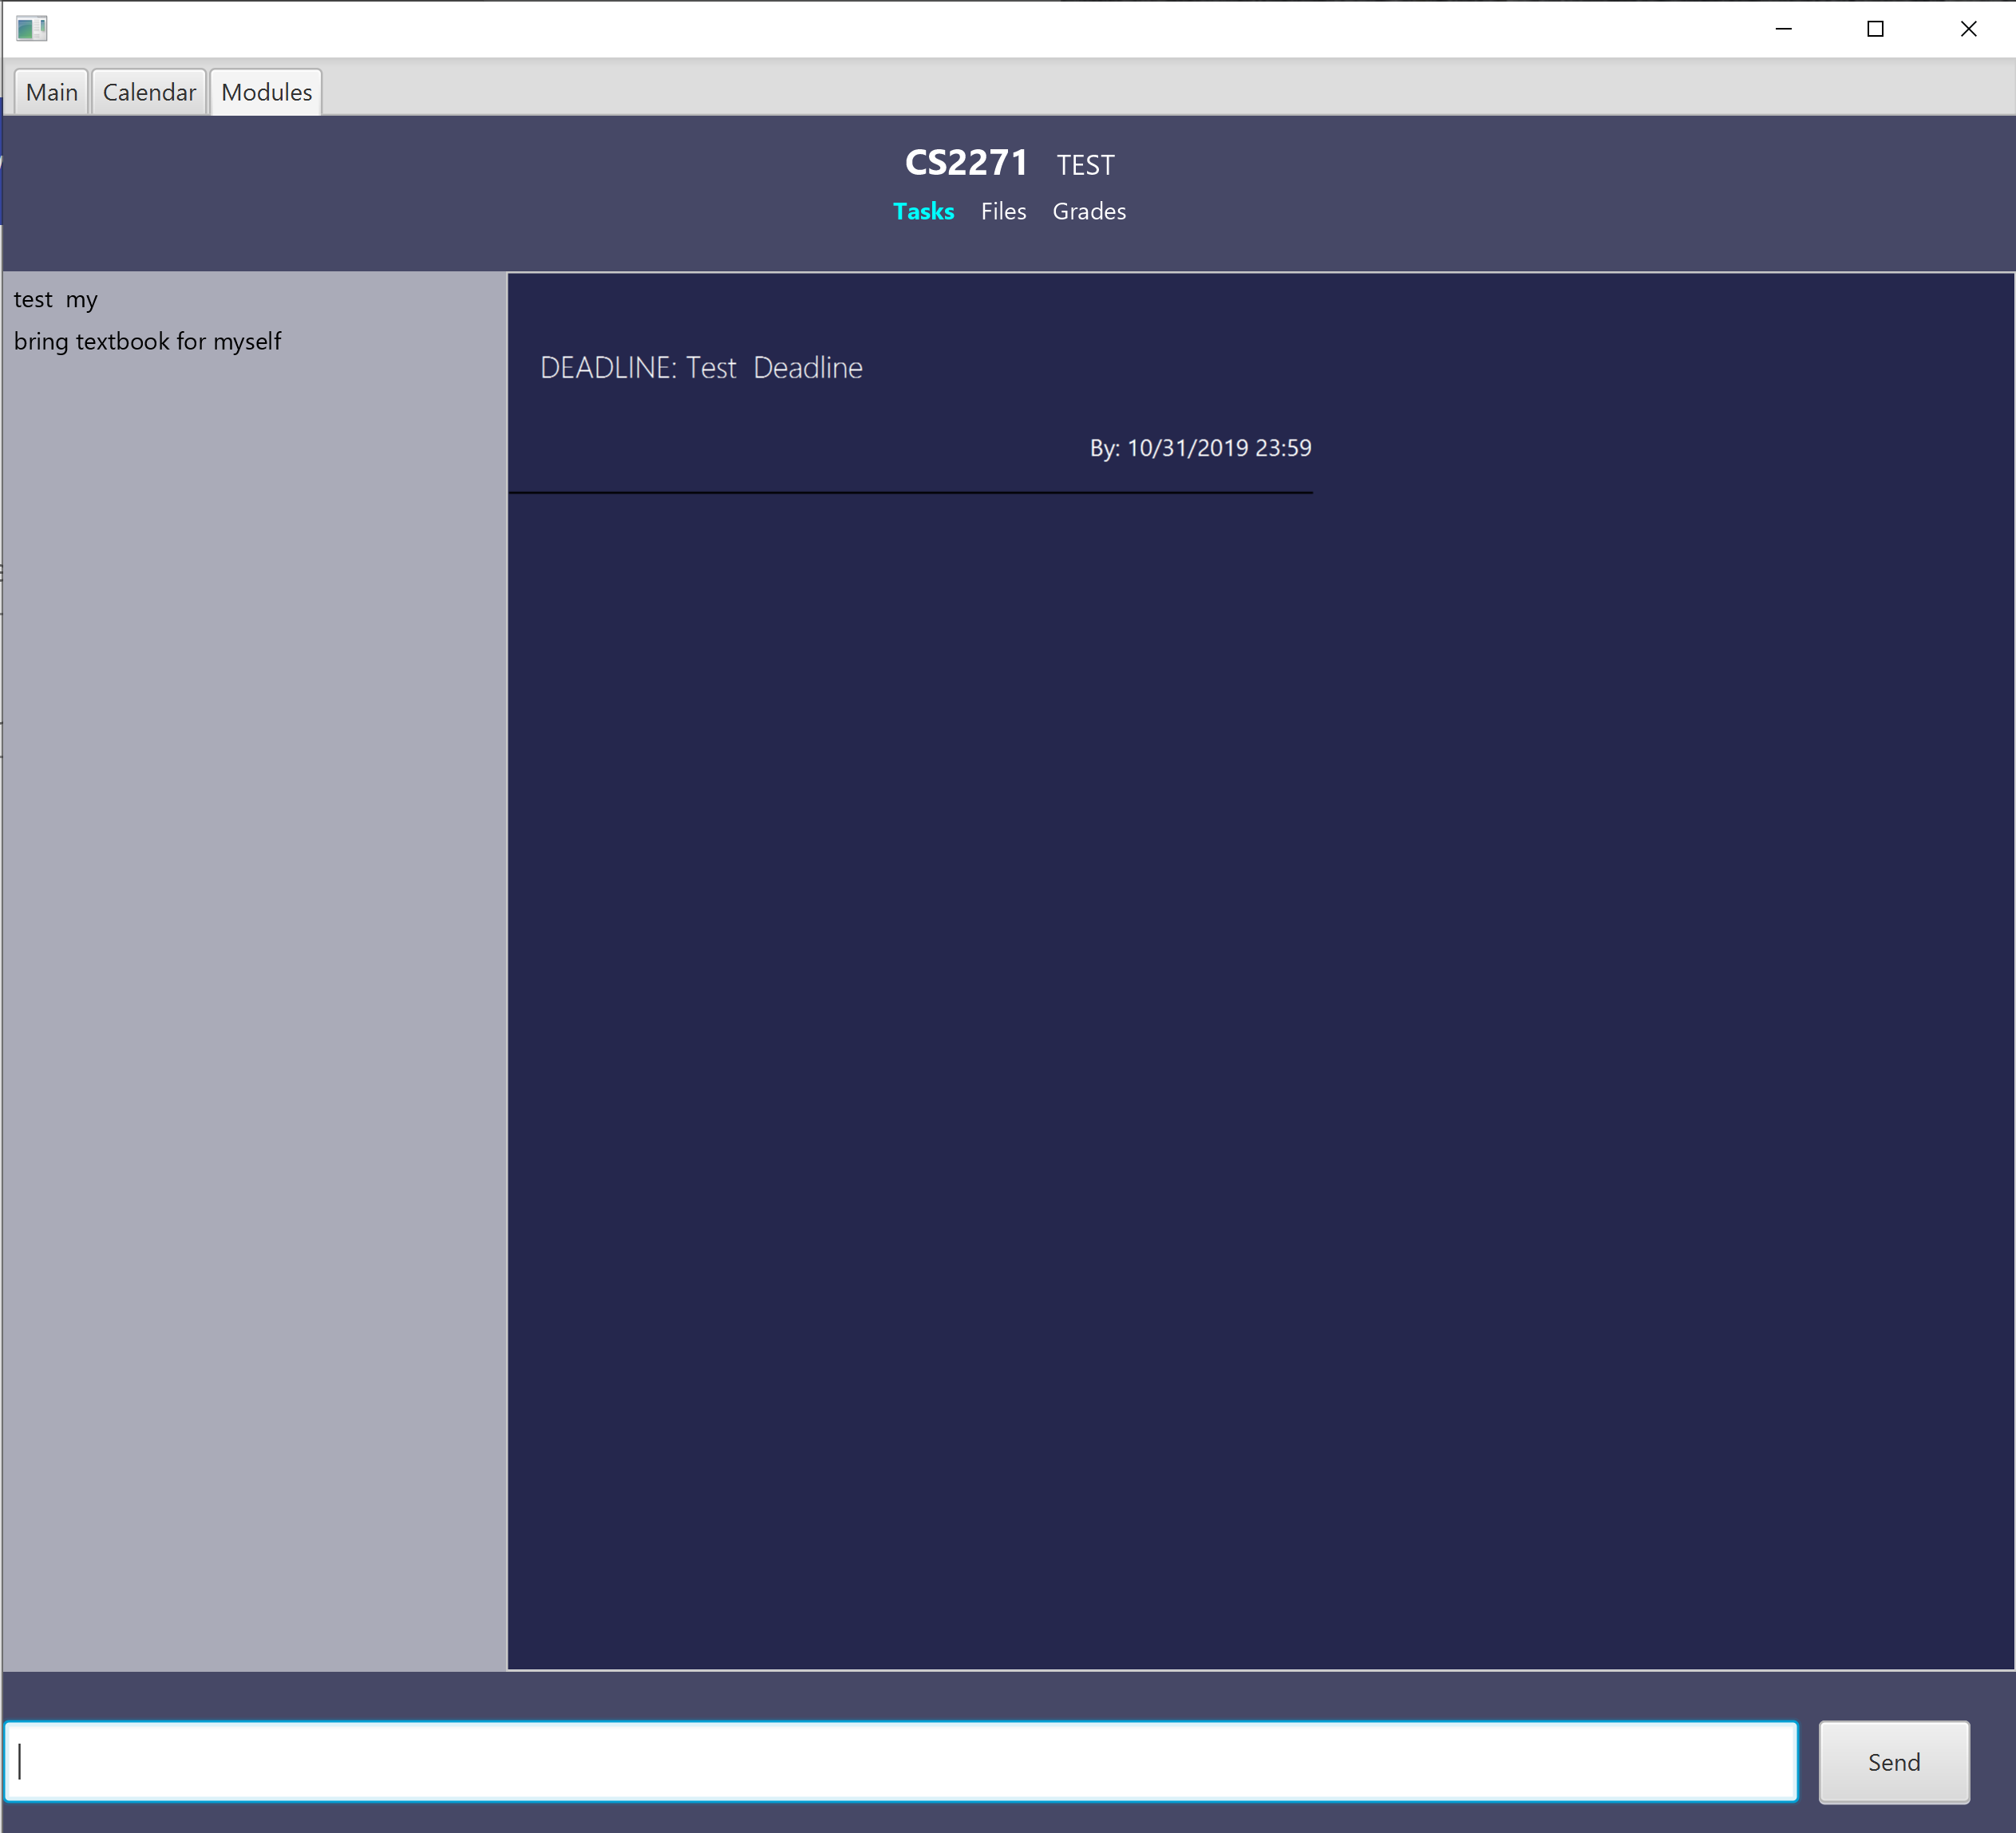 Main Calendar Modules
CS2271 TEST
Tasks Files Grades
test  my
bring textbook for myself
DEADLINE: Test  Deadline
By: 10/31/2019 23:59
Send